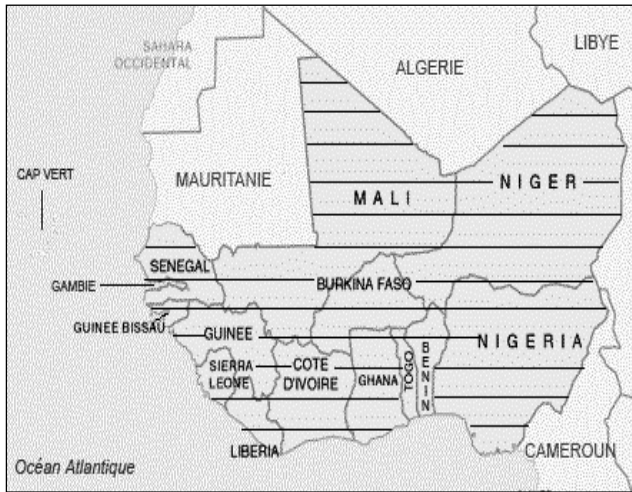 SAHARA
OCCIDENTAL
LIBYE
ALGERIE
CAP VERT
MAURITANIE
MALI
NIGER
SENEGAL
GAMBIE
BURKINA FASO
GUINEE BISSAU
GUINEE
NIGERIA
SIERRA
LEONE
COTE
D'IVOIRE
GHANA
TOGO
BENIN
LIBERIA
CAMEROUN
Océan Atlantique